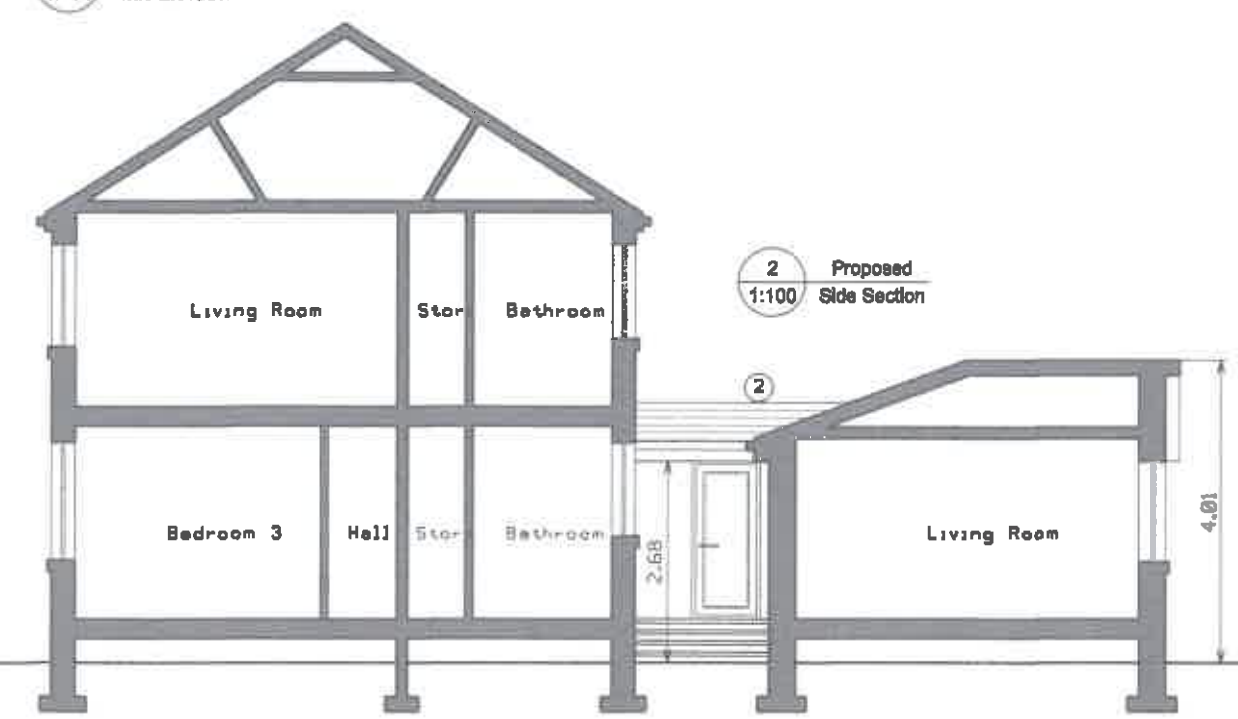 Living Room
Stor
Bathroom
2
1:100
Proposed
Side Section
2
Bedroom 3
Hall
Stor
Bathroom
2.68
Living Room
4.01